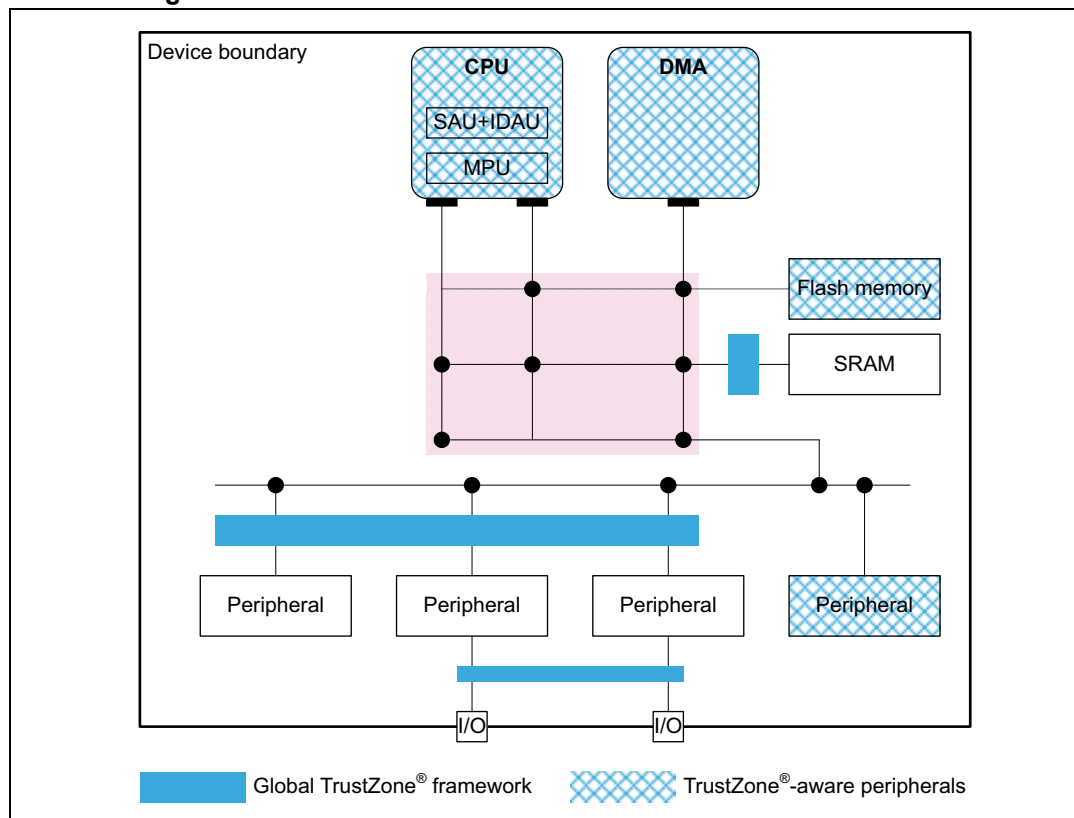 Device boundary
CPU
DMA
SAU+IDAU
MPU
Flash memory
SRAM
Peripheral
Peripheral
Peripheral
Peripheral
I/O
I/O
Global TrustZone® framework
TrustZone®-aware peripherals